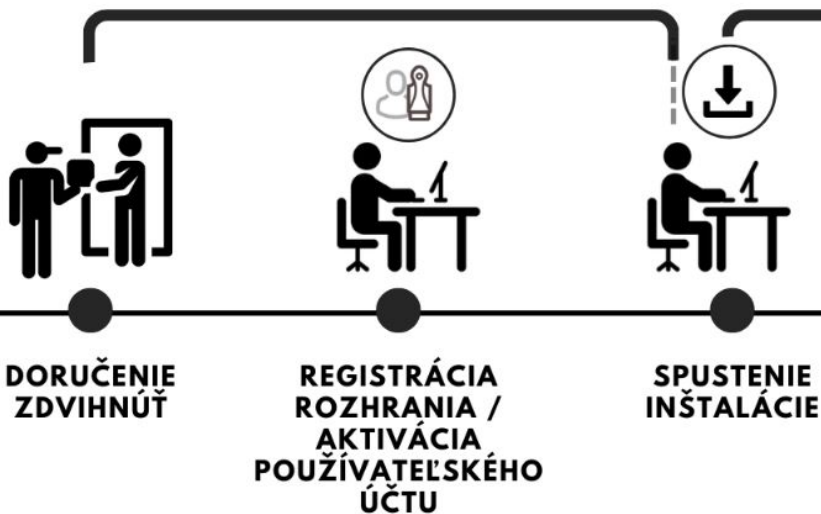 DORUČENIE
ZDVIHNÚŤ
REGISTRÁCIA
ROZHRANIA /
AKTIVÁCIA
POUŽÍVATEĽSKÉHO
ÚČTU
SPUSTENIE
INŠTALÁCIE